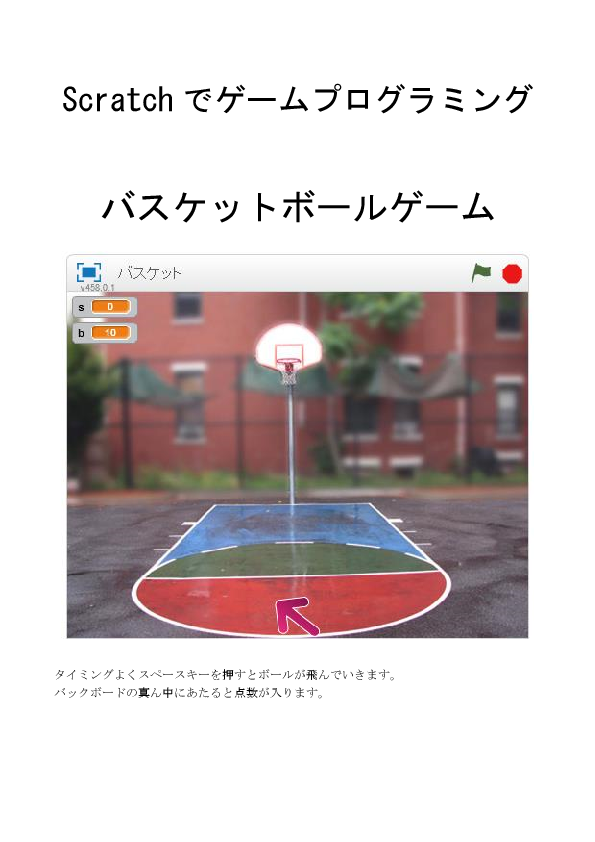 Scratchでゲームプログラミング
バスケットボールゲーム
バスケット
v458.0.1
s 0
b 10
タイミングよくスペースキーを押すとボールが飛んでいきます。
バックボードの真ん中にあたると点数が入ります。